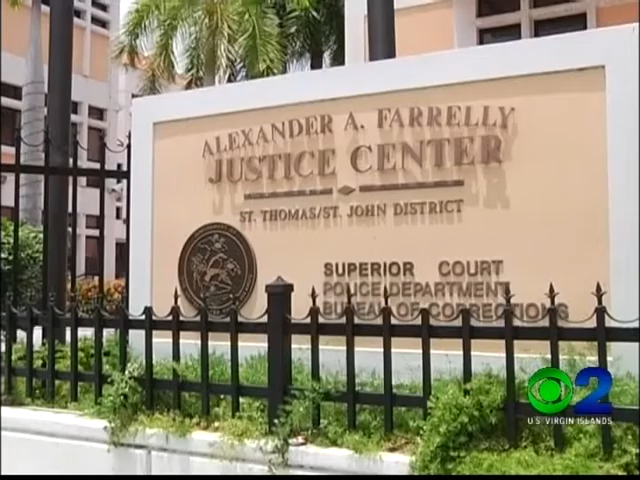 ALEXANDER A. FARRELLY
JUSTICE CENTER
ST. THOMAS/ST. JOHN DISTRICT
SUPERIOR COURT
POLICE DEPARTMENT
BUREAU OF CORRECTIONS
2
U.S. VIRGIN ISLANDS